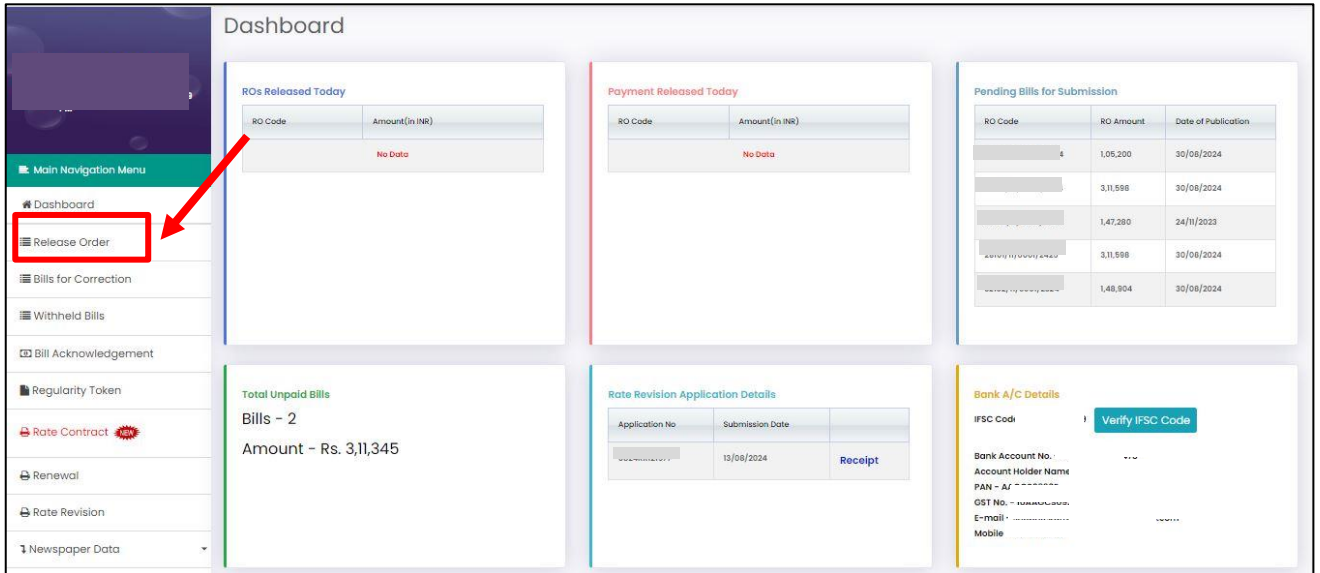 Dashboard
Main Navigation Menu
Dashboard
Release Order
Bills for Correction
Withheld Bills
Bill Acknowledgement
Regularity Token
Rate Contract NEW
Renewal
Rate Revision
Newspaper Data
ROs Released Today
RO Code Amount(in INR)
No Data
Payment Released Today
RO Code Amount(in INR)
No Data
Pending Bills for Submission
RO Code RO Amount Date of Publication
1,05,200 30/08/2024
3,11,598 30/08/2024
1,47,280 24/11/2023
3,11,598 30/08/2024
1,48,904 30/08/2024
Total Unpaid Bills
Bills - 2
Amount - Rs. 3,11,345
Rate Revision Application Details
Application No Submission Date
13/08/2024 Receipt
Bank A/C Details
IFSC Code Verify IFSC Code
Bank Account No.
Account Holder Name
PAN -
GST No. -
E-mail
Mobile